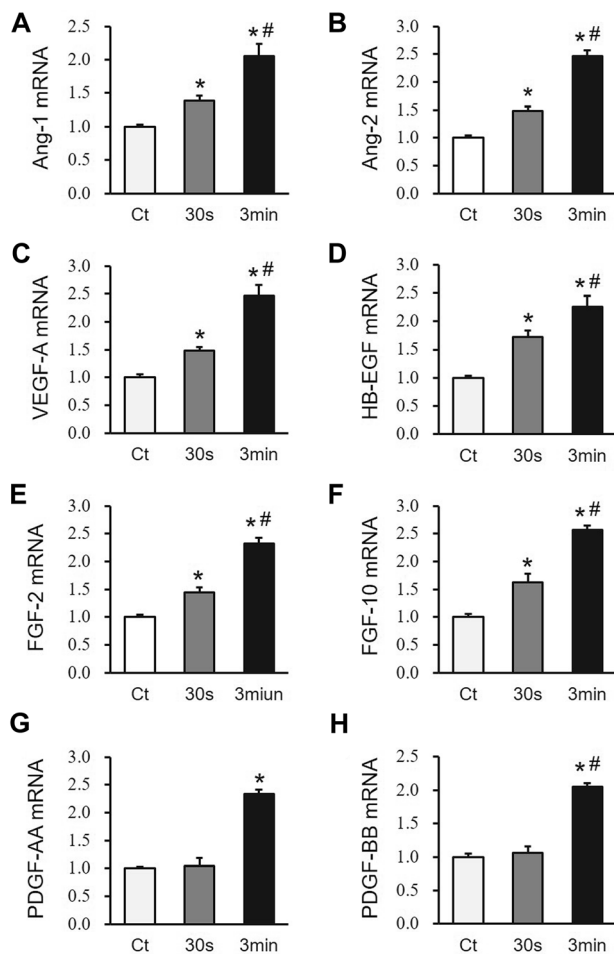 A
Ang-1 mRNA
2.5
2.0
1.5
1.0
0.5
0.0
*
*#
Ct 30s 3min
B
Ang-2 mRNA
3.0
2.5
2.0
1.5
1.0
0.5
0.0
*
*#
Ct 30s 3min
C
VEGF-A mRNA
3.0
2.5
2.0
1.5
1.0
0.5
0.0
*
*#
Ct 30s 3min
D
HB-EGF mRNA
3.0
2.5
2.0
1.5
1.0
0.5
0.0
*
*#
Ct 30s 3min
E
FGF-2 mRNA
3.0
2.5
2.0
1.5
1.0
0.5
0.0
*
*#
Ct 30s 3miun
F
FGF-10 mRNA
3.0
2.5
2.0
1.5
1.0
0.5
0.0
*
*#
Ct 30s 3min
G
PDGF-AA mRNA
3.0
2.5
2.0
1.5
1.0
0.5
0.0
*
Ct 30s 3min
H
PDGF-BB mRNA
2.5
2.0
1.5
1.0
0.5
0.0
*#
Ct 30s 3min